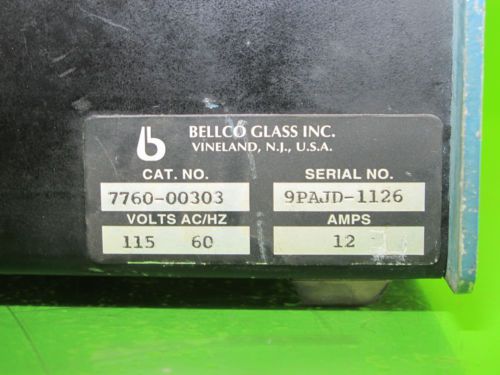 b
BELLCO GLASS INC.
VINELAND, N.J., U.S.A.
CAT. NO. SERIAL NO.
7760-00303 9PAJD-1126
VOLTS AC/HZ AMPS
115 60 12